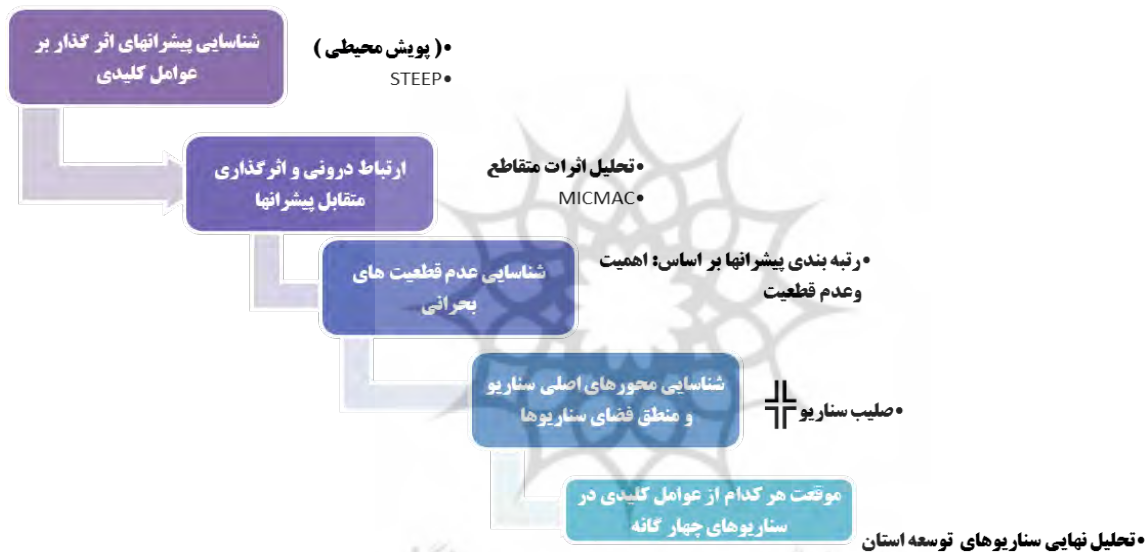 شناسایی پیشرانهای اثر گذار بر
عوامل کلیدی
•( پویش محیطی )
•STEEP
ارتباط درونی و اثرگذاری
متقابل پیشرانها
•تحلیل اثرات متقاطع
•MICMAC
شناسایی عدم قطعیت های
بحرانی
•رتبه بندی پیشرانها بر اساس: اهمیت
وعدم قطعیت
شناسایی محورهای اصلی سناریو
و منطق فضای سناریوها
•صلیب سناریو
موقعت هر کدام از عوامل کلیدی در
سناریوهای چهار گانه
•تحلیل نهایی سناریوهای توسعه استان